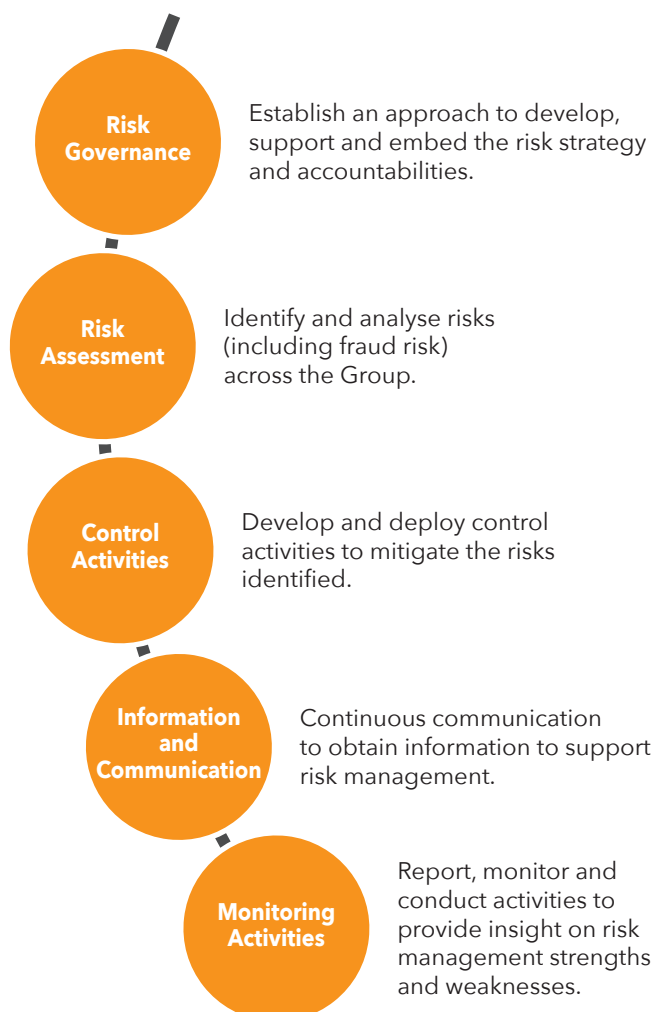 Risk
Governance
Establish an approach to develop,
support and embed the risk strategy
and accountabilities.
Risk
Assessment
Identify and analyse risks
(including fraud risk)
across the Group.
Control
Activities
Develop and deploy control
activities to mitigate the risks
identified.
Information
and
Communication
Continuous communication
to obtain information to support
risk management.
Monitoring
Activities
Report, monitor and
conduct activities to
provide insight on risk
management strengths
and weaknesses.